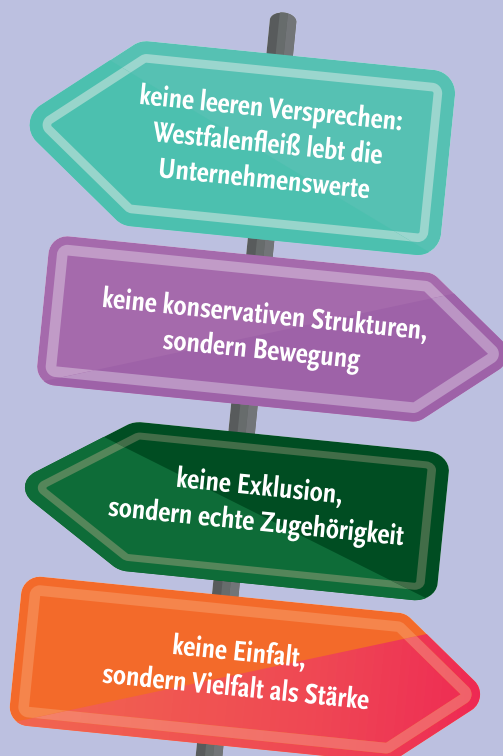 keine leeren Versprechen:
Westfalenfleiß lebt die
Unternehmenswerte
keine konservativen Strukturen,
sondern Bewegung
keine Exklusion,
sondern echte Zugehörigkeit
keine Einfalt,
sondern Vielfalt als Stärke